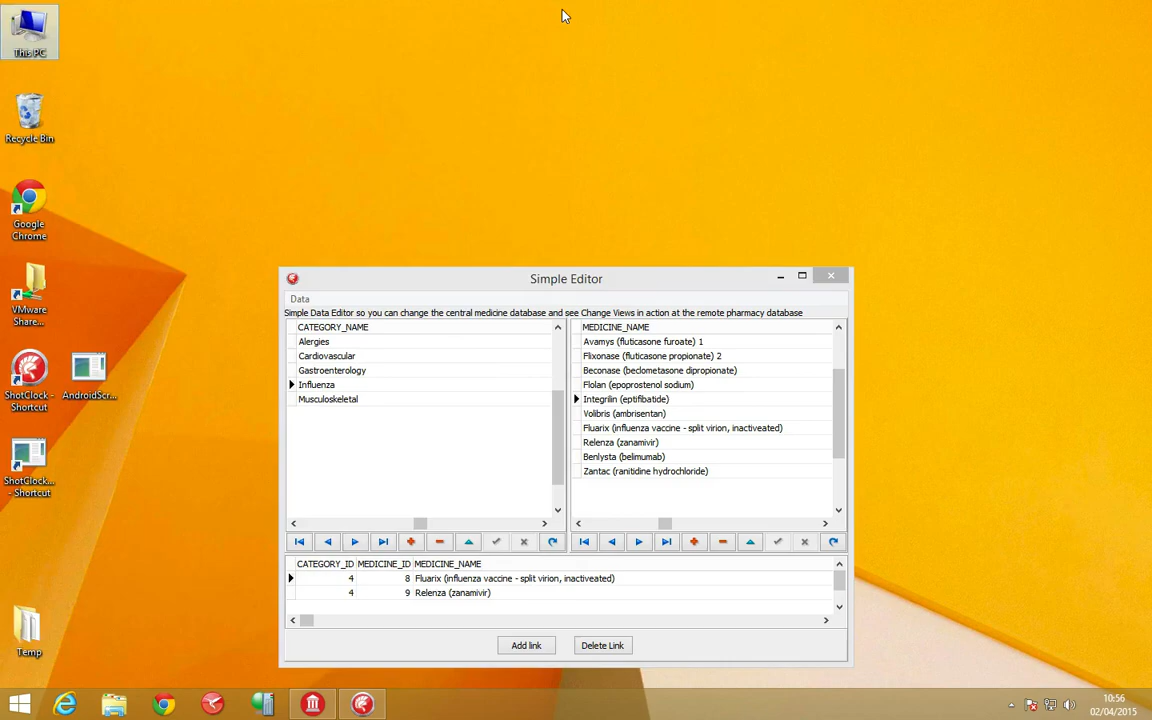 This PC
Recycle Bin
Google
Chrome
VMware
Share...
ShotClock -
Shortcut
AndroidScr...
ShotClock...
- Shortcut
Temp
Simple Editor
Data
Simple Data Editor so you can change the central medicine database and see Change Views in action at the remote pharmacy database
CATEGORY_NAME
Alergies
Cardiovascular
Gastroenterology
Influenza
Musculoskeletal
MEDICINE_NAME
Avamys (fluticasone furoate) 1
Flixonase (fluticasone propionate) 2
Beconase (beclometasone dipropionate)
Flolan (epoprostenol sodium)
Integrilin (eptifibatide)
Volibris (ambrisentan)
Fluarix (influenza vaccine - split virion, inactiveated)
Relenza (zanamivir)
Benlysta (belimumab)
Zantac (ranitidine hydrochloride)
CATEGORY_ID MEDICINE_ID MEDICINE_NAME
4 8 Fluarix (influenza vaccine - split virion, inactiveated)
4 9 Relenza (zanamivir)
Add link Delete Link
10:56
02/04/2015